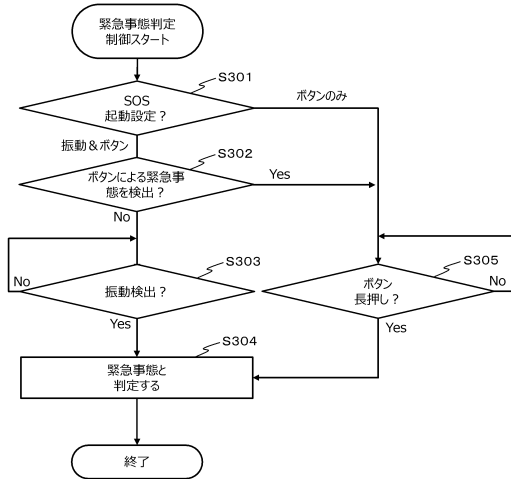 緊急事態判定
制御スタート
S301
SOS
起動設定？
ボタンのみ
振動＆ボタン
S302
ボタンによる緊急事
態を検出？
Yes
No
S303
振動検出？
No
Yes
S305
ボタン
長押し？
No
Yes
S304
緊急事態と
判定する
終了